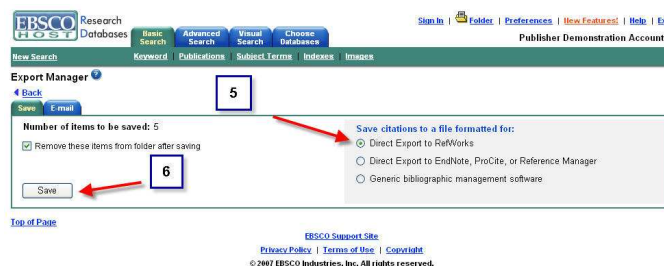 EBSCO Research
HOST Databases
Sign In | Folder | Preferences | New Features! | Help |
Basic Search
Advanced Search
Visual Search
Choose Databases
Publisher Demonstration Account
New Search
Keyword | Publications | Subject Terms | Indexes | Images
Export Manager
Back
5
Save E-mail
Number of items to be saved: 5
Save citations to a file formatted for:
Remove these items from folder after saving
Direct Export to RefWorks
Direct Export to EndNote, ProCite, or Reference Manager
6
Generic bibliographic management software
Save
Top of Page
EBSCO Support Site
Privacy Policy | Terms of Use | Copyright
© 2007 EBSCO Industries, Inc. All rights reserved.